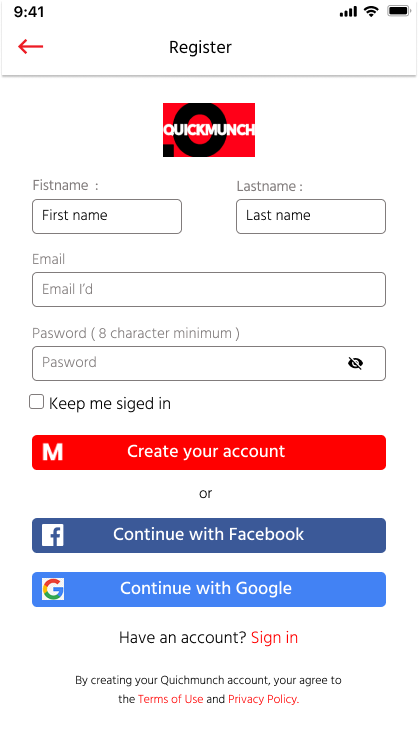 9:41
Register
QUICKMUNCH
Fistname :
Lastname :
First name
Last name
Email
Email I'd
Pasword ( 8 character minimum )
Pasword
Keep me siged in
M Create your account
or
f Continue with Facebook
G Continue with Google
Have an account? Sign in
By creating your Quichmunch account, your agree to
the Terms of Use and Privacy Policy.